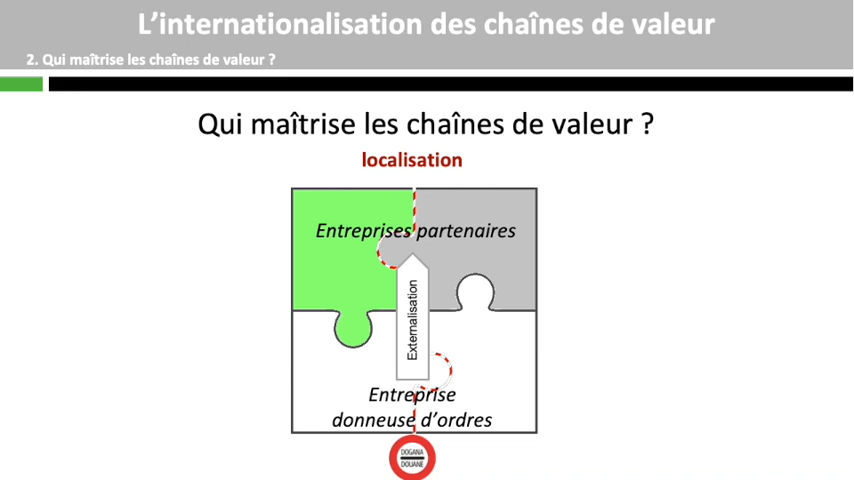 L’internationalisation des chaînes de valeur
2. Qui maîtrise les chaînes de valeur ?
Qui maîtrise les chaînes de valeur ?
localisation
Entreprises partenaires
Externalisation
Entreprise
donneuse d’ordres
DOGANA
DOUANE